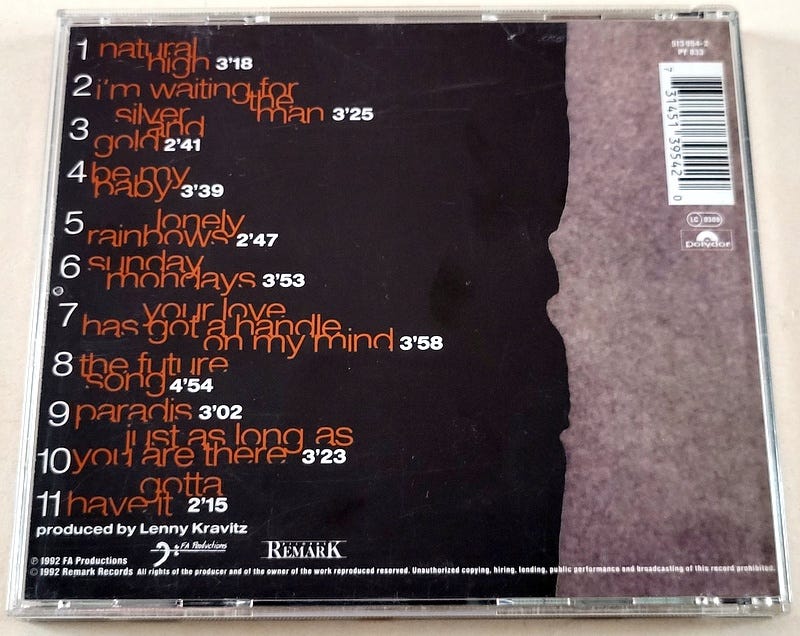 1 natural
high 3'18
2 i'm waiting for
the
man 3'25
silver
and
3 gold 2'41
4 be my
baby 3'39
5 lonely
rainbows 2'47
6 sunday
mondays 3'53
7 your love
has got a handle
on my mind 3'58
8 the future
song 4'54
9 paradis 3'02
just as long as
10 you are there 3'23
gotta
11 have it 2'15
produced by Lenny Kravitz
FA Productions
REMARK
℗ 1992 FA Productions
© 1992 Remark Records All rights of the producer and of the owner of the work reproduced reserved. Unauthorized copying, hiring, lending, public performance and broadcasting of this record prohibited.
513 954-2
PY 833
7 31451 39542 0
LC 0309
polydor